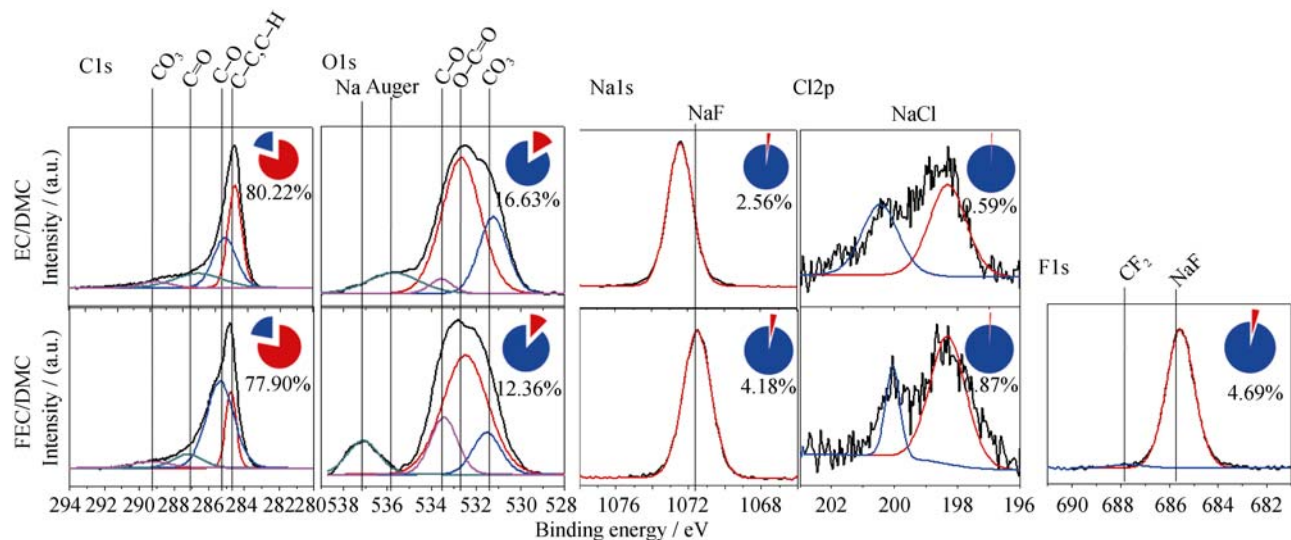 C1s
CO₃
C=O
C–O
C–C,C–H
O1s
Na Auger
C–O
O–C=O
CO₃
Na1s
NaF
Cl2p
NaCl
F1s
CF₂
NaF
EC/DMC
Intensity / (a.u.)
80.22%
16.63%
2.56%
0.59%
FEC/DMC
Intensity / (a.u.)
77.90%
12.36%
4.18%
.87%
4.69%
294 292 290 288 286 284 282 280
538 536 534 532 530 528
1076 1072 1068
202 200 198 196
690 688 686 684 682
Binding energy / eV